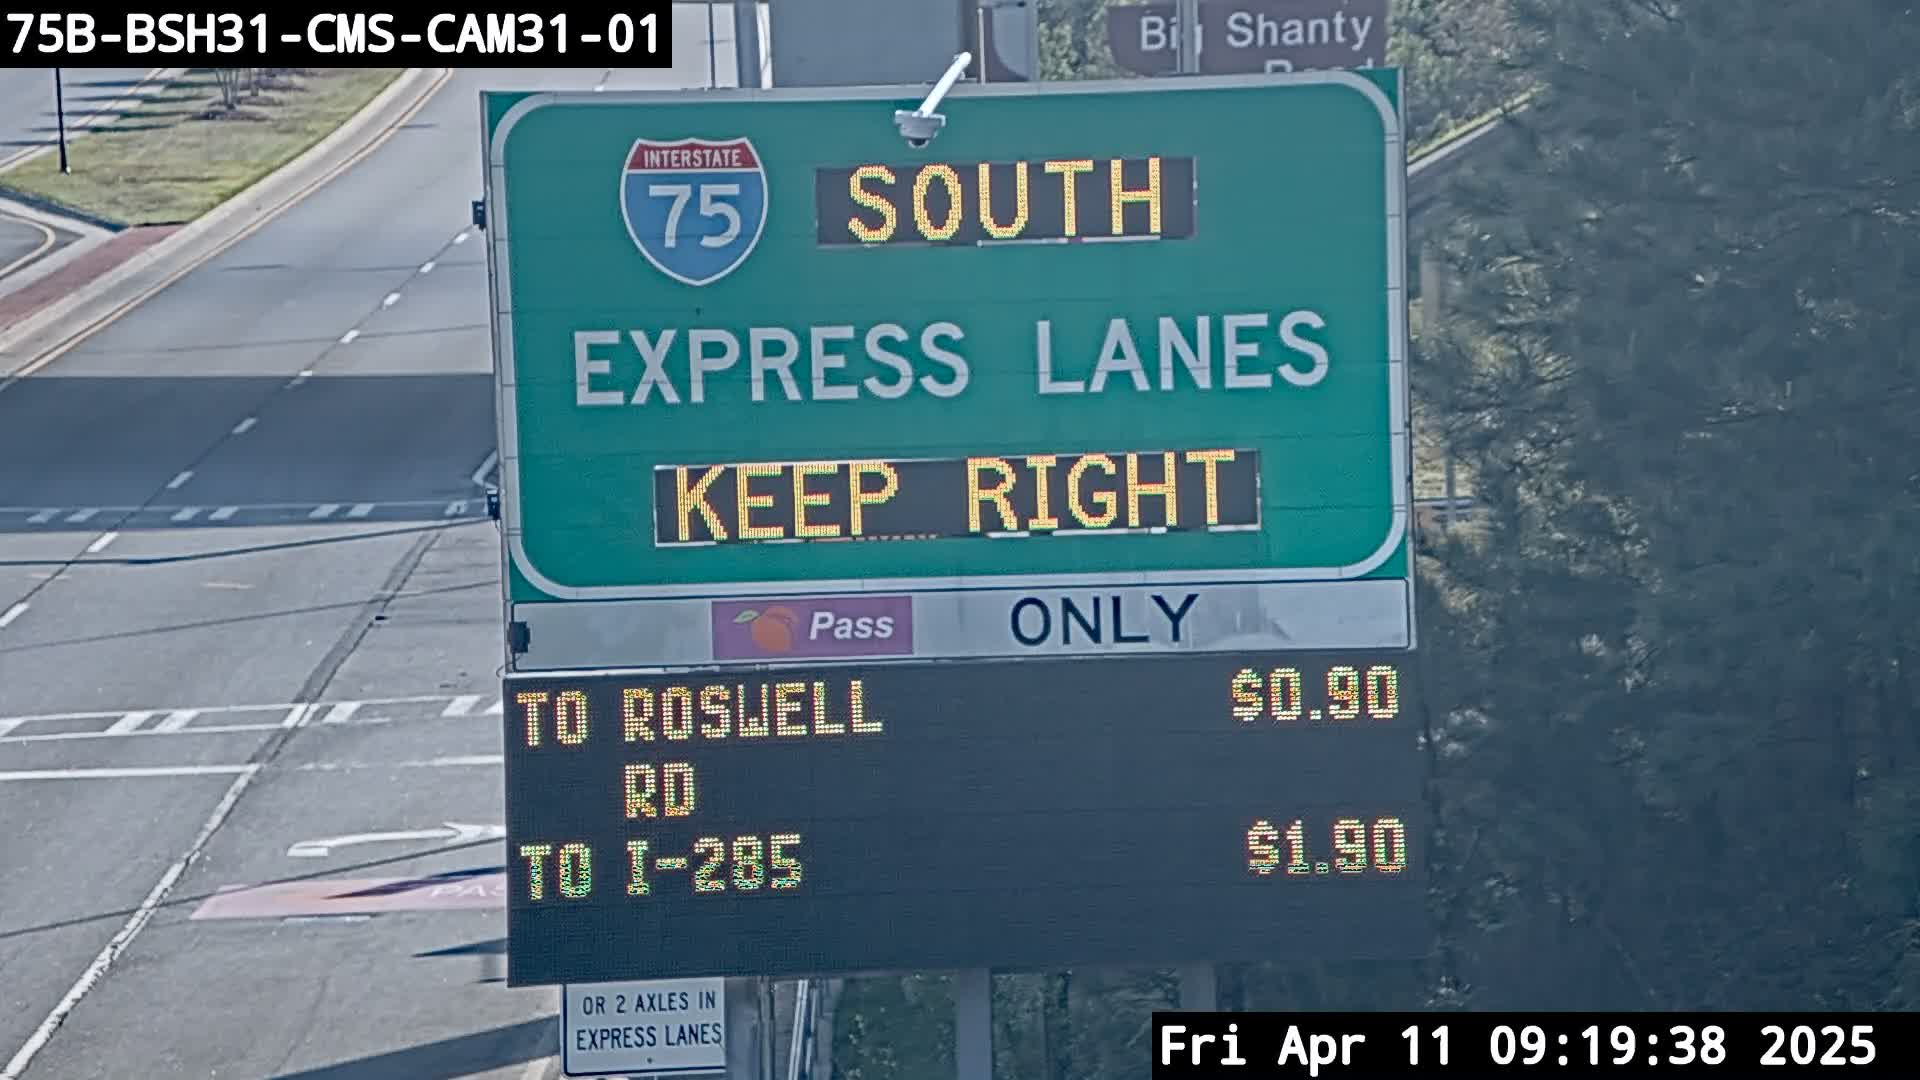 75B-BSH31-CMS-CAM31-01
Big Shanty
Road
INTERSTATE
75
SOUTH
EXPRESS LANES
KEEP RIGHT
Pass ONLY
TO ROSWELL $0.90
RD
TO I-285 $1.90
PAS
OR 2 AXLES IN
EXPRESS LANES
Fri Apr 11 09:19:38 2025